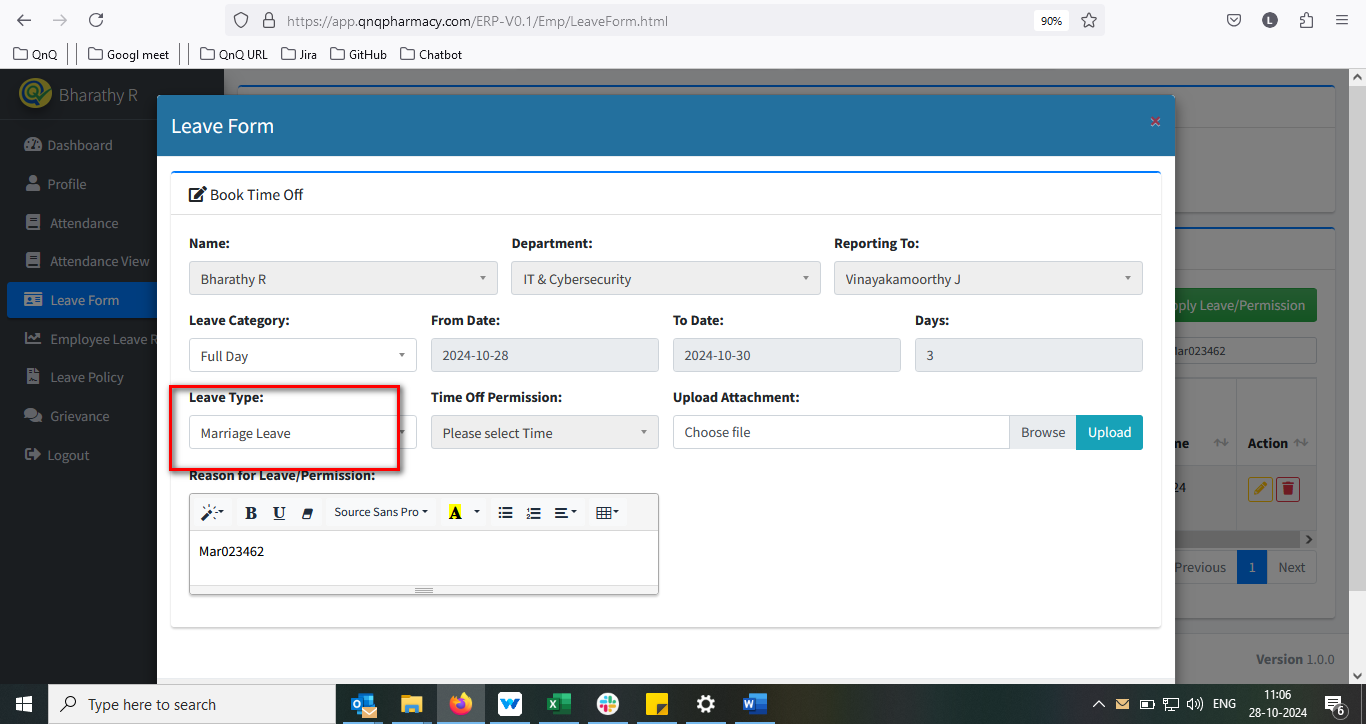 https://app.qnqpharmacy.com/ERP-V0.1/Emp/LeaveForm.html
90%
L
QnQ
Googl meet
QnQ URL
Jira
GitHub
Chatbot
Bharathy R
Dashboard
Profile
Attendance
Attendance View
Leave Form
Employee Leave R
Leave Policy
Grievance
Logout
Leave Form
×
Book Time Off
Name:
Department:
Reporting To:
Bharathy R
IT & Cybersecurity
Vinayakamoorthy J
Leave Category:
From Date:
To Date:
Days:
Full Day
2024-10-28
2024-10-30
3
Leave Type:
Time Off Permission:
Upload Attachment:
Marriage Leave
Please select Time
Choose file
Browse
Upload
Reason for Leave/Permission:
B
U
Source Sans Pro
A
Mar023462
pply Leave/Permission
Mar023462
ne
Action
24
Previous
1
Next
Version 1.0.0
Type here to search
ENG
11:06
28-10-2024
6